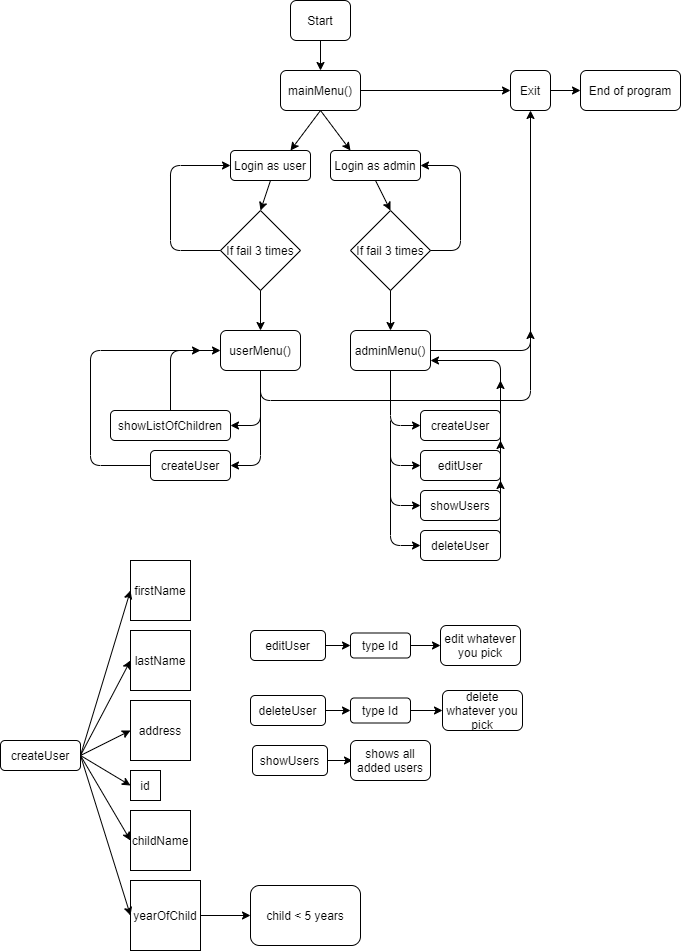 Start
mainMenu()
Exit
End of program
Login as user
Login as admin
If fail 3 times
If fail 3 times
userMenu()
adminMenu()
showListOfChildren
createUser
createUser
editUser
showUsers
deleteUser
firstName
lastName
address
id
childName
yearOfChild
createUser
child < 5 years
editUser
type Id
edit whatever
you pick
deleteUser
type Id
delete
whatever you
pick
showUsers
shows all
added users